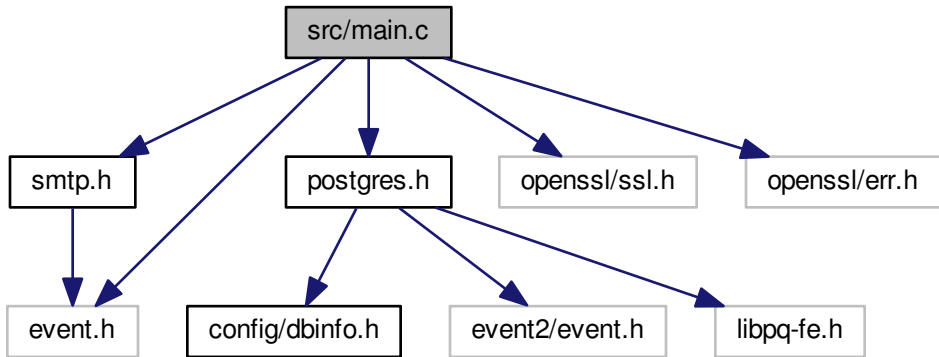 src/main.c
smtp.h
postgres.h
openssl/ssl.h
openssl/err.h
event.h
config/dbinfo.h
event2/event.h
libpq-fe.h